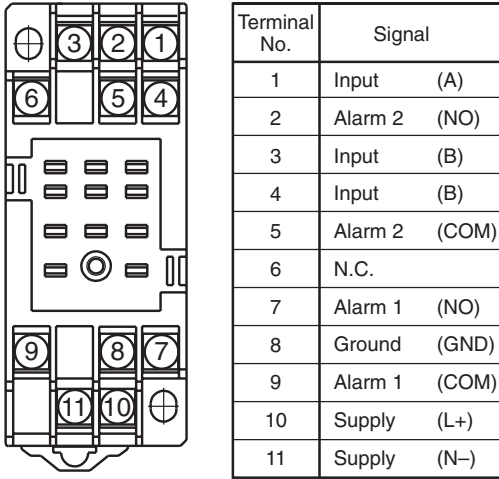 3 2 1
6 5 4
9 8 7
11 10
Terminal No. Signal
1 Input (A)
2 Alarm 2 (NO)
3 Input (B)
4 Input (B)
5 Alarm 2 (COM)
6 N.C.
7 Alarm 1 (NO)
8 Ground (GND)
9 Alarm 1 (COM)
10 Supply (L+)
11 Supply (N–)